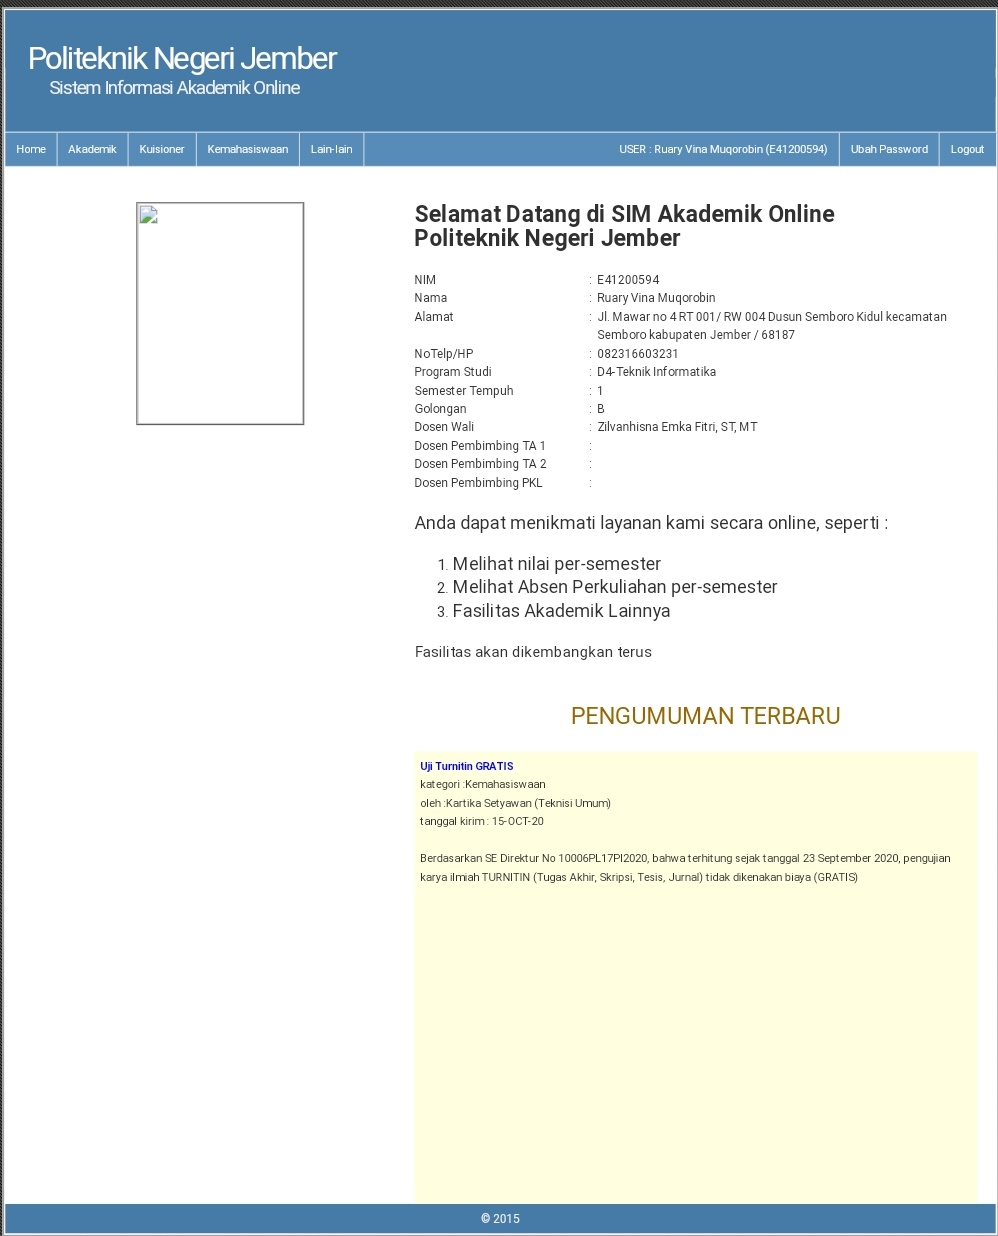 Politeknik Negeri Jember
Sistem Informasi Akademik Online
Home Akademik Kuisioner Kemahasiswaan Lain-lain USER : Ruary Vina Muqorobin (E41200594) Ubah Password Logout
Selamat Datang di SIM Akademik Online
Politeknik Negeri Jember
NIM : E41200594
Nama : Ruary Vina Muqorobin
Alamat : Jl. Mawar no 4 RT 001/ RW 004 Dusun Semboro Kidul kecamatan
Semboro kabupaten Jember / 68187
NoTelp/HP : 082316603231
Program Studi : D4-Teknik Informatika
Semester Tempuh : 1
Golongan : B
Dosen Wali : Zilvanhisna Emka Fitri, ST, MT
Dosen Pembimbing TA 1 :
Dosen Pembimbing TA 2 :
Dosen Pembimbing PKL :
Anda dapat menikmati layanan kami secara online, seperti :
1. Melihat nilai per-semester
2. Melihat Absen Perkuliahan per-semester
3. Fasilitas Akademik Lainnya
Fasilitas akan dikembangkan terus
PENGUMUMAN TERBARU
Uji Turnitin GRATIS
kategori :Kemahasiswaan
oleh :Kartika Setyawan (Teknisi Umum)
tanggal kirim : 15-OCT-20
Berdasarkan SE Direktur No 10006PL17PI2020, bahwa terhitung sejak tanggal 23 September 2020, pengujian
karya ilmiah TURNITIN (Tugas Akhir, Skripsi, Tesis, Jurnal) tidak dikenakan biaya (GRATIS)
© 2015